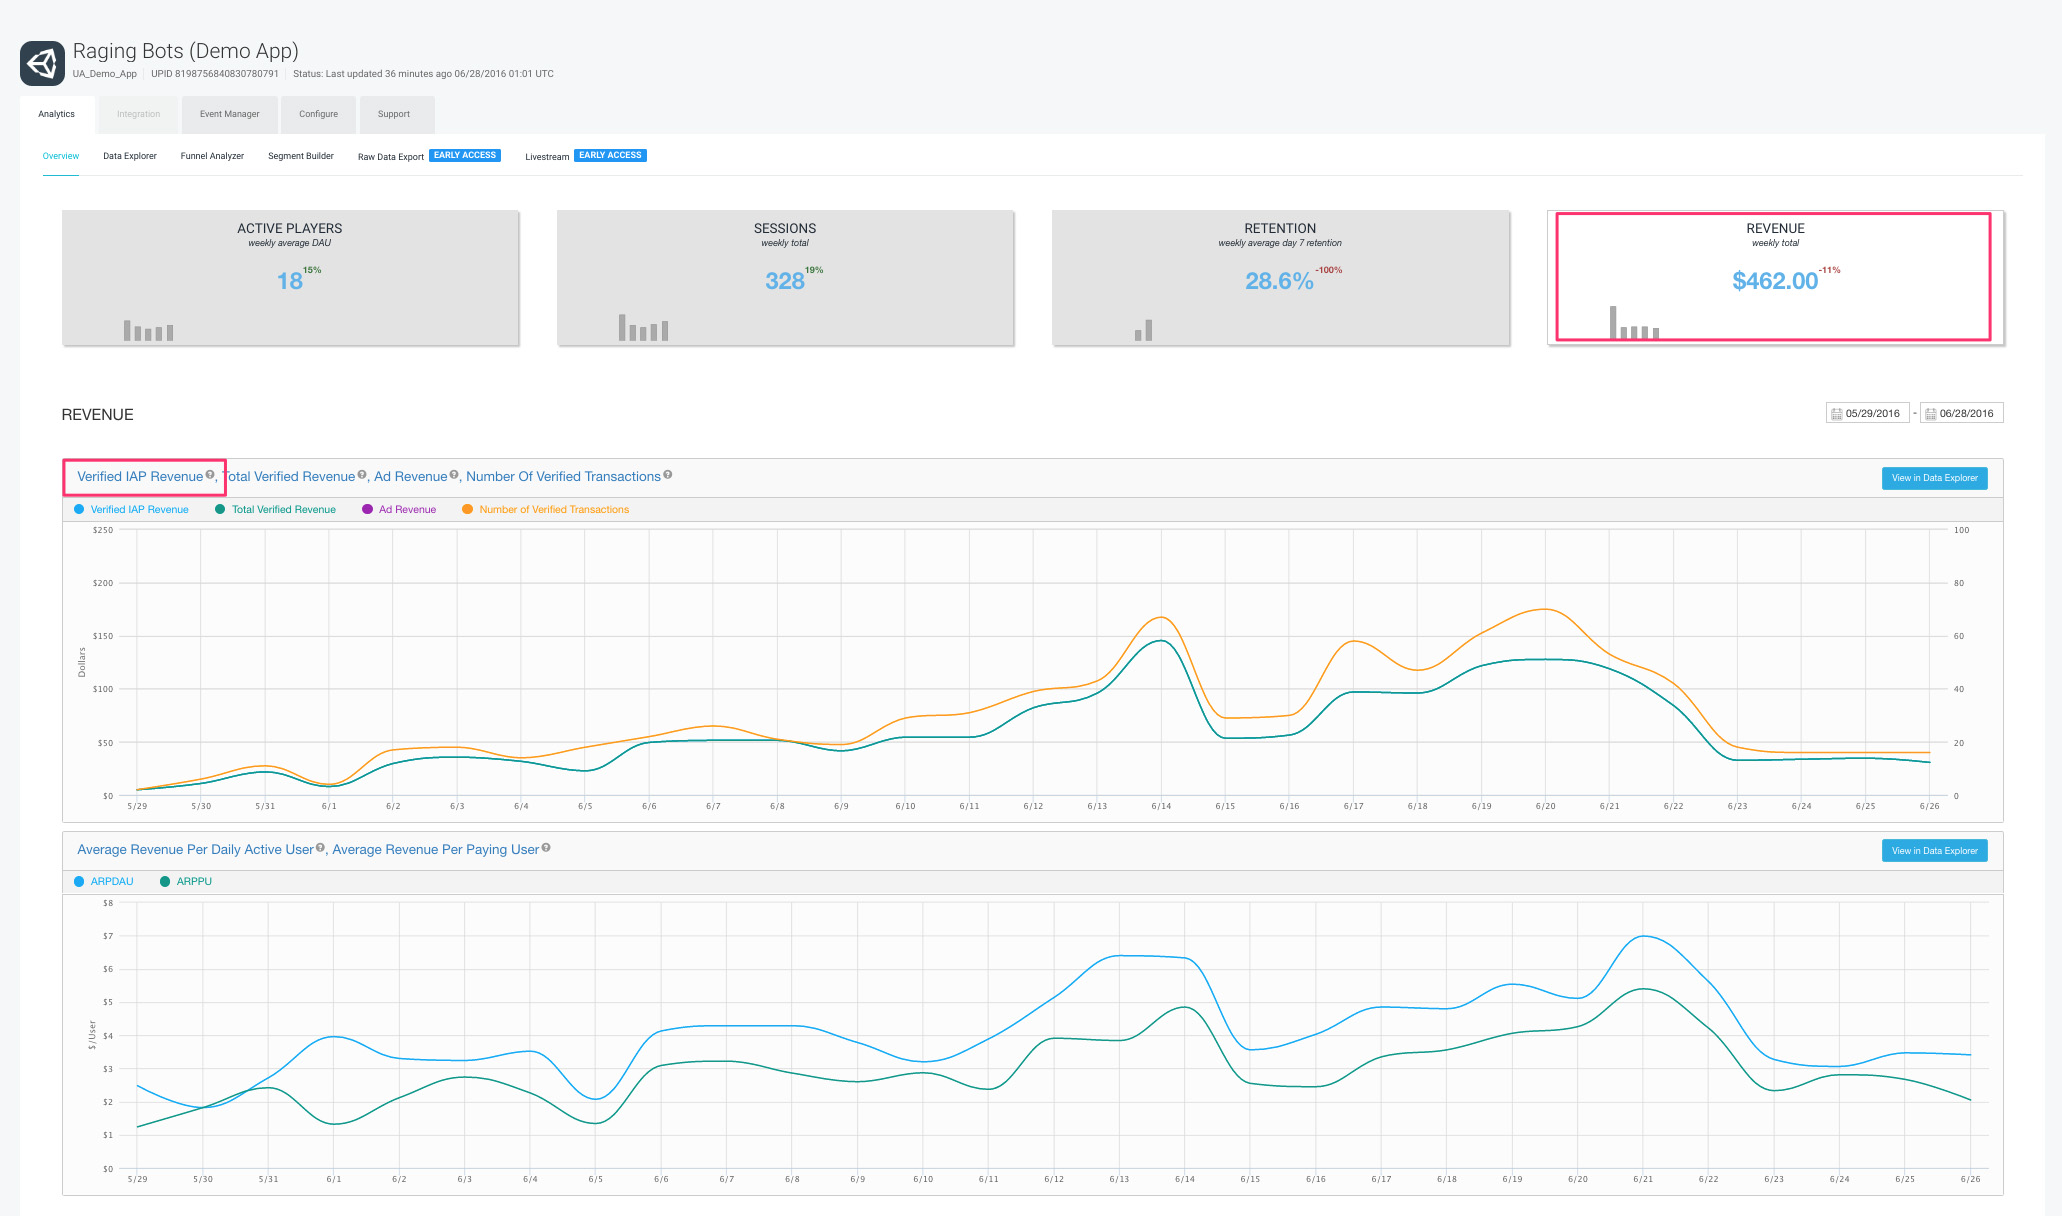 Raging Bots (Demo App)
UA_Demo_App UPID 8198756840830780791 Status: Last updated 36 minutes ago 06/28/2016 01:01 UTC
Analytics Integration Event Manager Configure Support
Overview Data Explorer Funnel Analyzer Segment Builder Raw Data Export EARLY ACCESS Livestream EARLY ACCESS
ACTIVE PLAYERS
weekly average DAU
18 15%
SESSIONS
weekly total
328 19%
RETENTION
weekly average day 7 retention
28.6% -100%
REVENUE
weekly total
$462.00 -11%
REVENUE
05/29/2016 - 06/28/2016
Verified IAP Revenue?, Total Verified Revenue?, Ad Revenue?, Number Of Verified Transactions?
View in Data Explorer
Verified IAP Revenue Total Verified Revenue Ad Revenue Number of Verified Transactions
$250 100
$200 80
$150 60
Dollars
$100 40
$50 20
$0 0
5/29 5/30 5/31 6/1 6/2 6/3 6/4 6/5 6/6 6/7 6/8 6/9 6/10 6/11 6/12 6/13 6/14 6/15 6/16 6/17 6/18 6/19 6/20 6/21 6/22 6/23 6/24 6/25 6/26
Average Revenue Per Daily Active User?, Average Revenue Per Paying User?
View in Data Explorer
ARPDAU ARPPU
$8
$7
$6
$5
$/User
$4
$3
$2
$1
$0
5/29 5/30 5/31 6/1 6/2 6/3 6/4 6/5 6/6 6/7 6/8 6/9 6/10 6/11 6/12 6/13 6/14 6/15 6/16 6/17 6/18 6/19 6/20 6/21 6/22 6/23 6/24 6/25 6/26